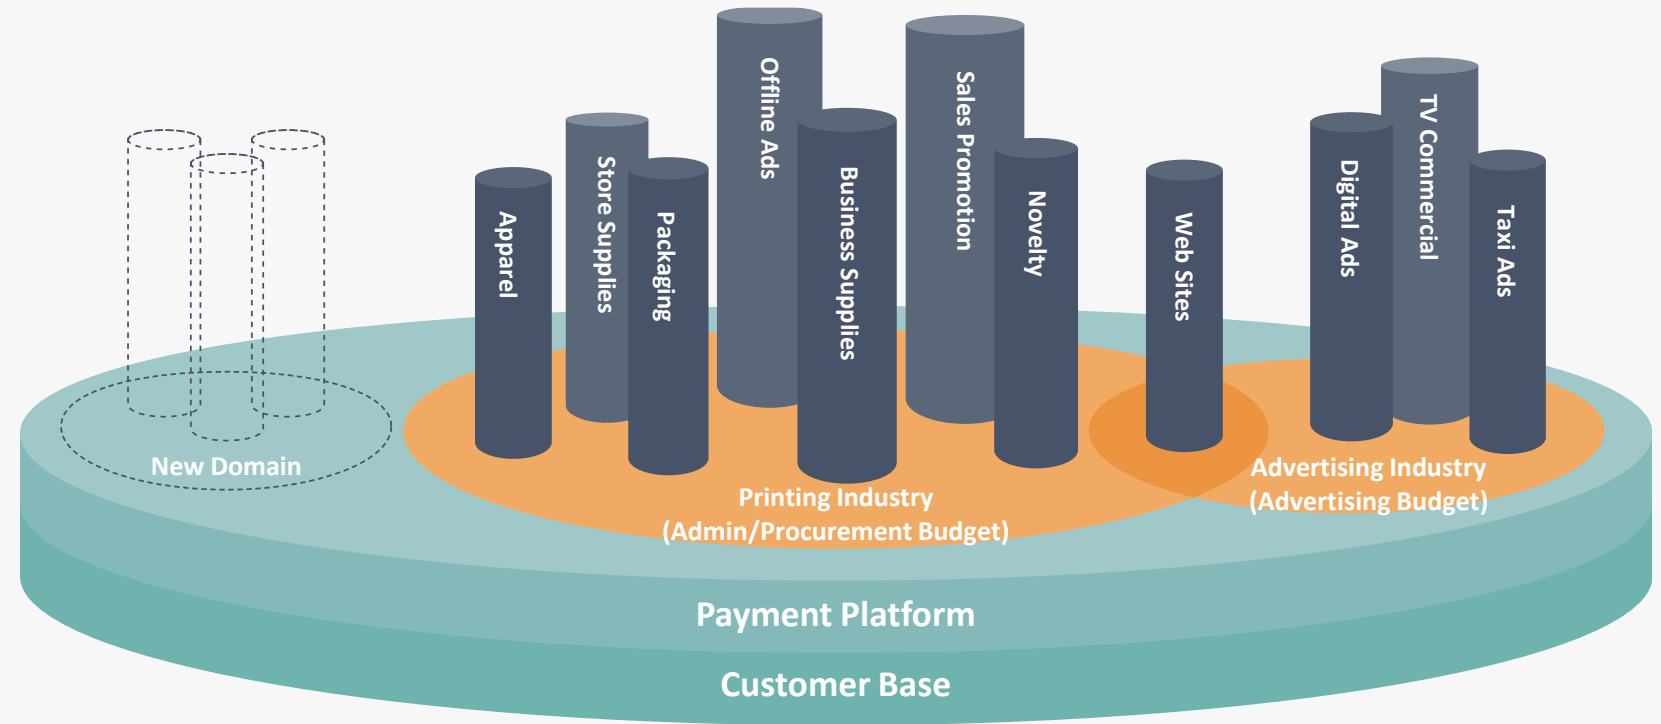 Apparel
Store Supplies
Packaging
Offline Ads
Business Supplies
Sales Promotion
Novelty
Web Sites
Digital Ads
TV Commercial
Taxi Ads
New Domain
Printing Industry
(Admin/Procurement Budget)
Advertising Industry
(Advertising Budget)
Payment Platform
Customer Base